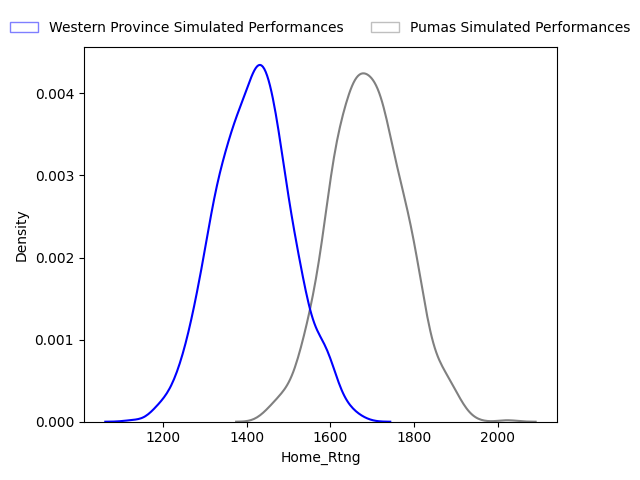 Western Province Simulated Performances
Pumas Simulated Performances
0.004
0.003
0.002
0.001
0.000
Density
1200 1400 1600 1800 2000
Home_Rtng